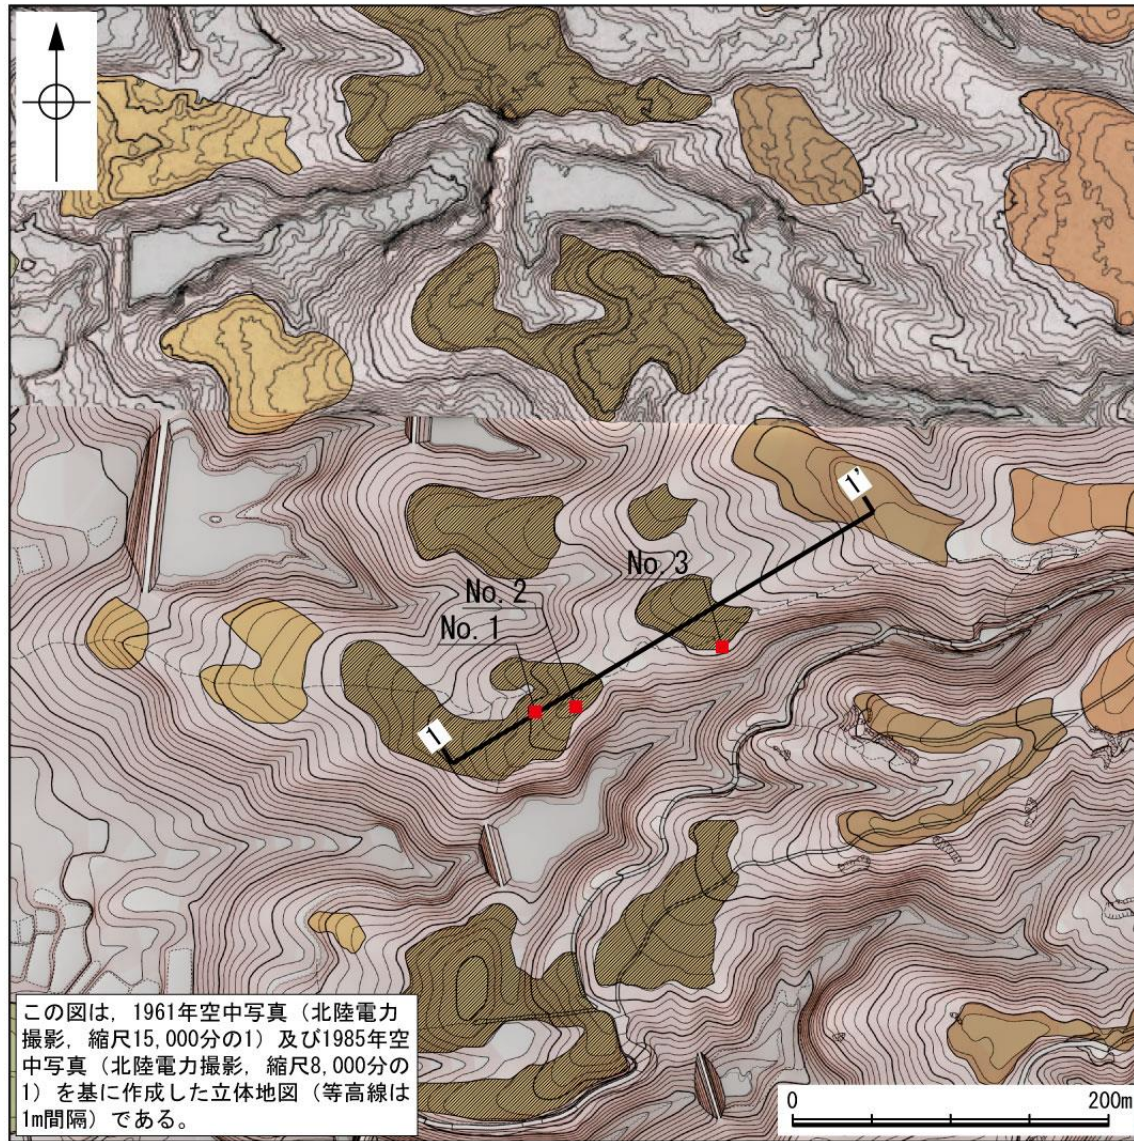 1'
No. 3
No. 2
No. 1
1
この図は，1961年空中写真（北陸電力
撮影，縮尺15,000分の1）及び1985年空
中写真（北陸電力撮影，縮尺8,000分の
1）を基に作成した立体地図（等高線は
1m間隔）である。
0 200m